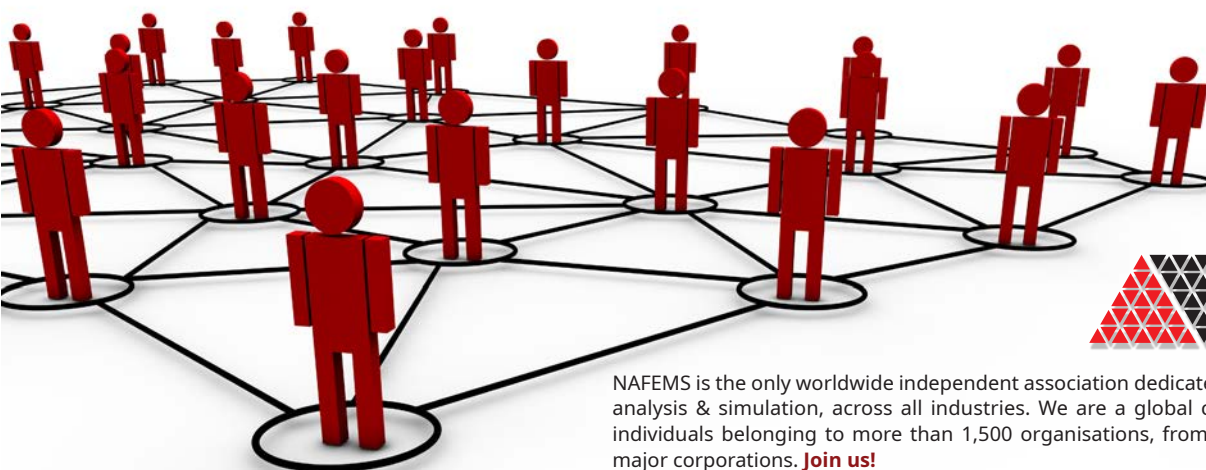 NAFEMS is the only worldwide independent association
analysis & simulation, across all industries. We are a global
individuals belonging to more than 1,500 organisations, from
major corporations. Join us!